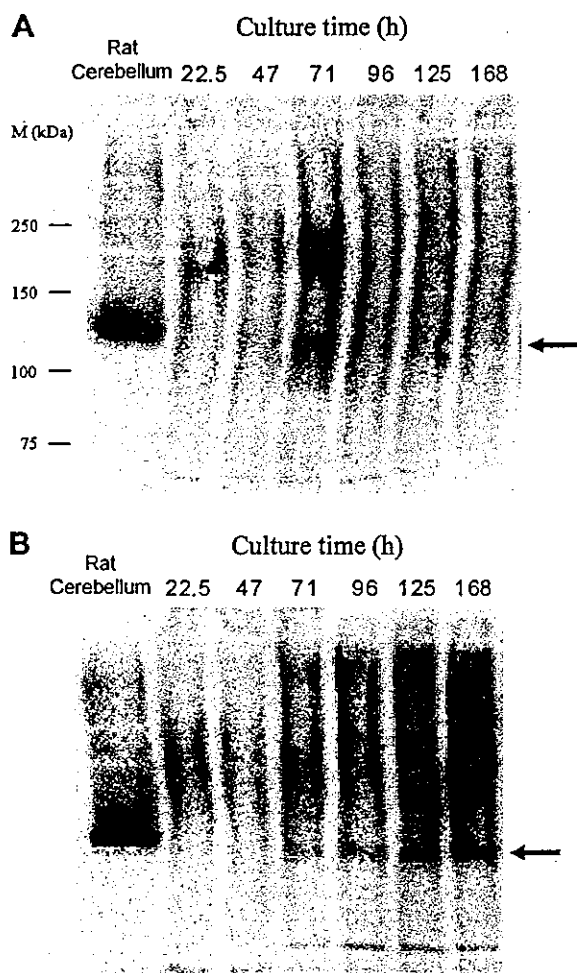 A
Culture time (h)
Rat
Cerebellum
22.5 47 71 96 125 168
M (kDa)
250
150
100
75
B
Culture time (h)
Rat
Cerebellum
22.5 47 71 96 125 168